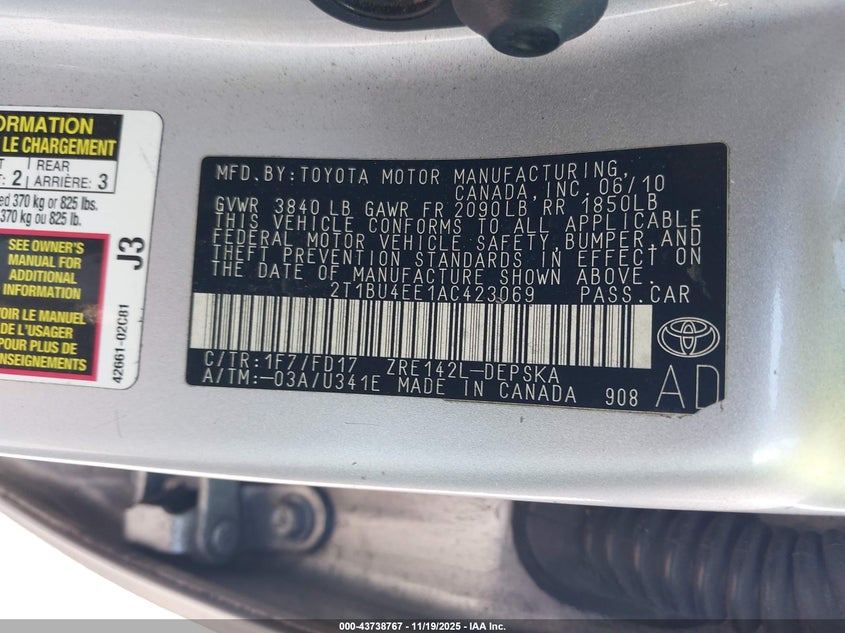 ORMATION
LE CHARGEMENT
2
REAR
ARRIÈRE: 3
370 kg or 825 lbs.
370 kg ou 825 lb.
SEE OWNER'S
MANUAL FOR
ADDITIONAL
INFORMATION
VOIR LE MANUEL
DE L'USAGER
POUR PLUS DE
J3
42661-02C81
MFD.BY:TOYOTA MOTOR MANUFACTURING,
CANADA, INC. 06/10
GVWR 3840 LB GAWR FR 2090LB RR 1850LB
THIS VEHICLE CONFORMS TO ALL APPLICABLE
FEDERAL MOTOR VEHICLE SAFETY,BUMPER,AND
THEFT PREVENTION STANDARDS IN EFFECT ON
THE DATE OF MANUFACTURE SHOWN ABOVE.
2T1BU4EE1AC423069 PASS.CAR
C/TR:1F7/FD17 ZRE142L-DEPSKA
A/TM:-03A/U341E MADE IN CANADA 908
AD
000-43738767 - 11/19/2025 - IAA Inc.